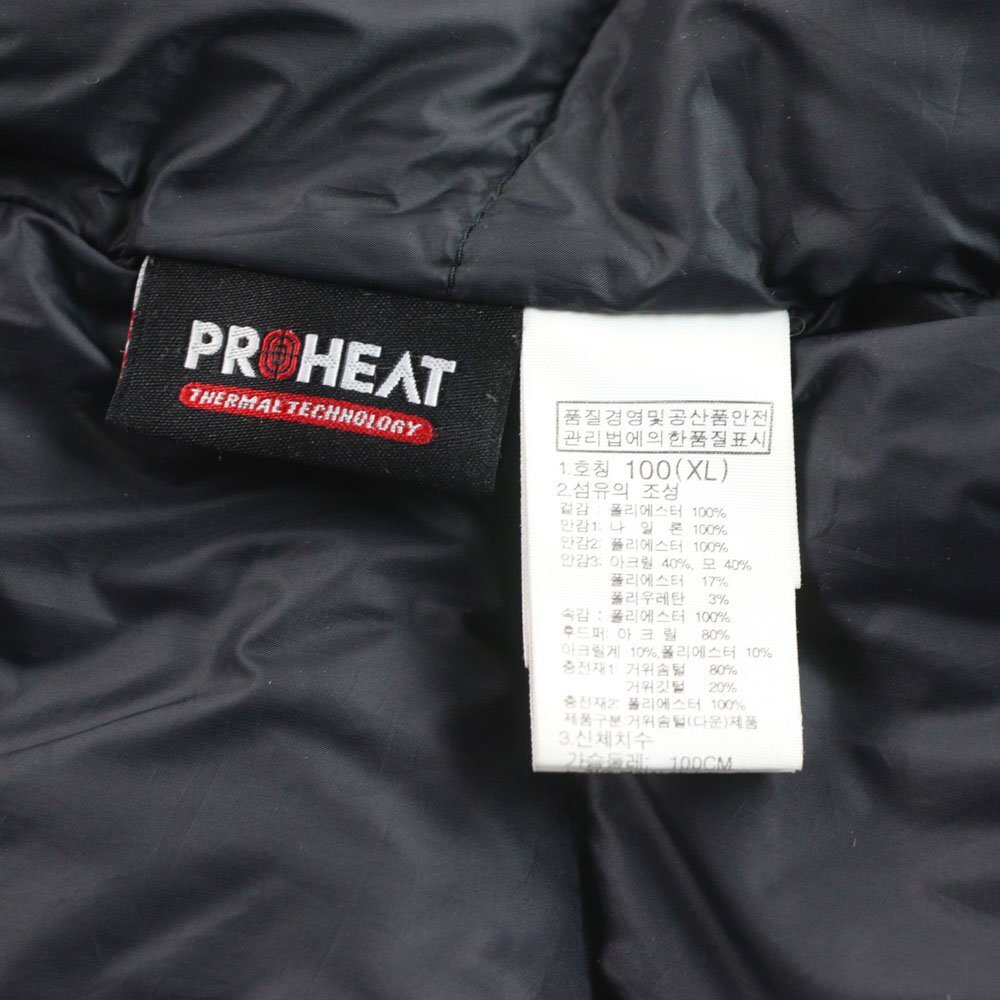 PROHEAT
THERMAL TECHNOLOGY
품질경영및공산품안전
관리법에의한품질표시
1.호칭 100(XL)
2.섬유의 조성
겉감 : 폴리에스터 100%
안감1: 나 일 론 100%
안감2: 폴리에스터 100%
안감3: 아크릴 40%, 모 40%
폴리에스터 17%
폴리우레탄 3%
속감 : 폴리에스터 100%
후드퍼: 아 크 릴 80%
아크릴계 10%,폴리에스터 10%
충전재1: 거위솜털 80%
거위깃털 20%
충전재2: 폴리에스터 100%
제품구분:거위솜털(다운)제품
3.신체치수
가슴둘레: 100CM